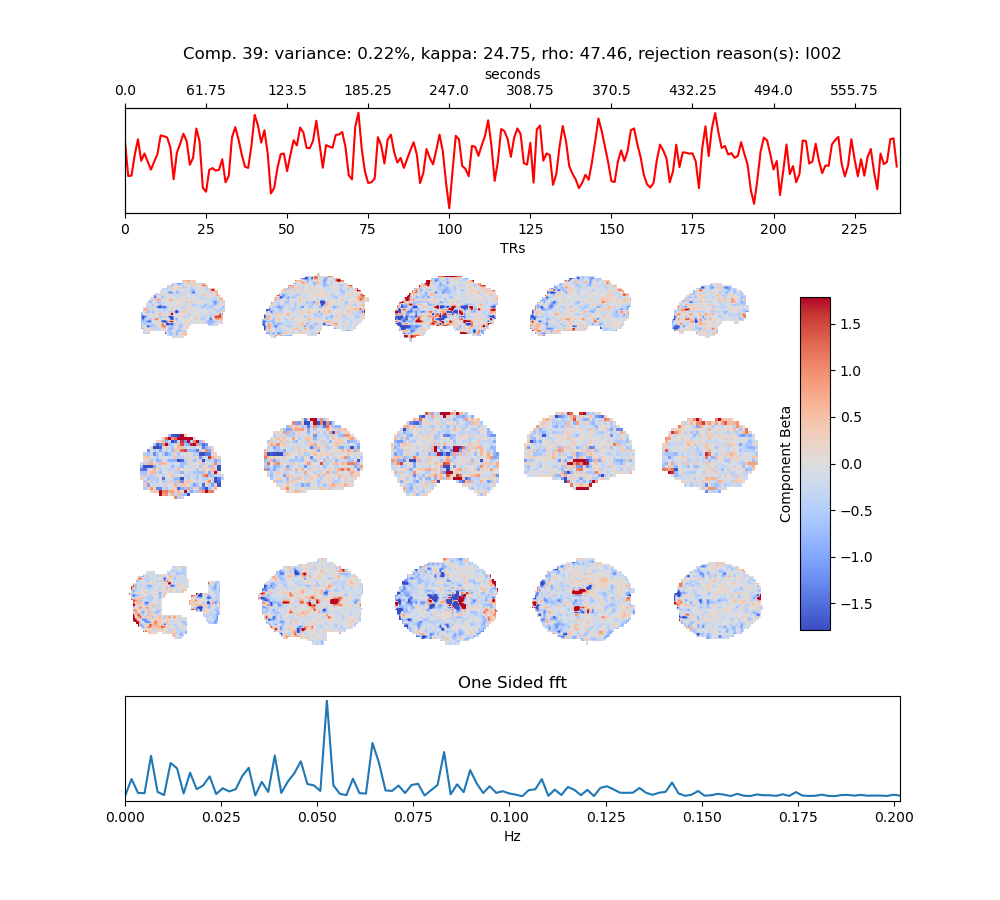 Comp. 39: variance: 0.22%, kappa: 24.75, rho: 47.46, rejection reason(s): I002
seconds
0.0 61.75 123.5 185.25 247.0 308.75 370.5 432.25 494.0 555.75
0 25 50 75 100 125 150 175 200 225
TRs
1.5
1.0
0.5
0.0
−0.5
−1.0
−1.5
Component Beta
One Sided fft
0.000 0.025 0.050 0.075 0.100 0.125 0.150 0.175 0.200
Hz